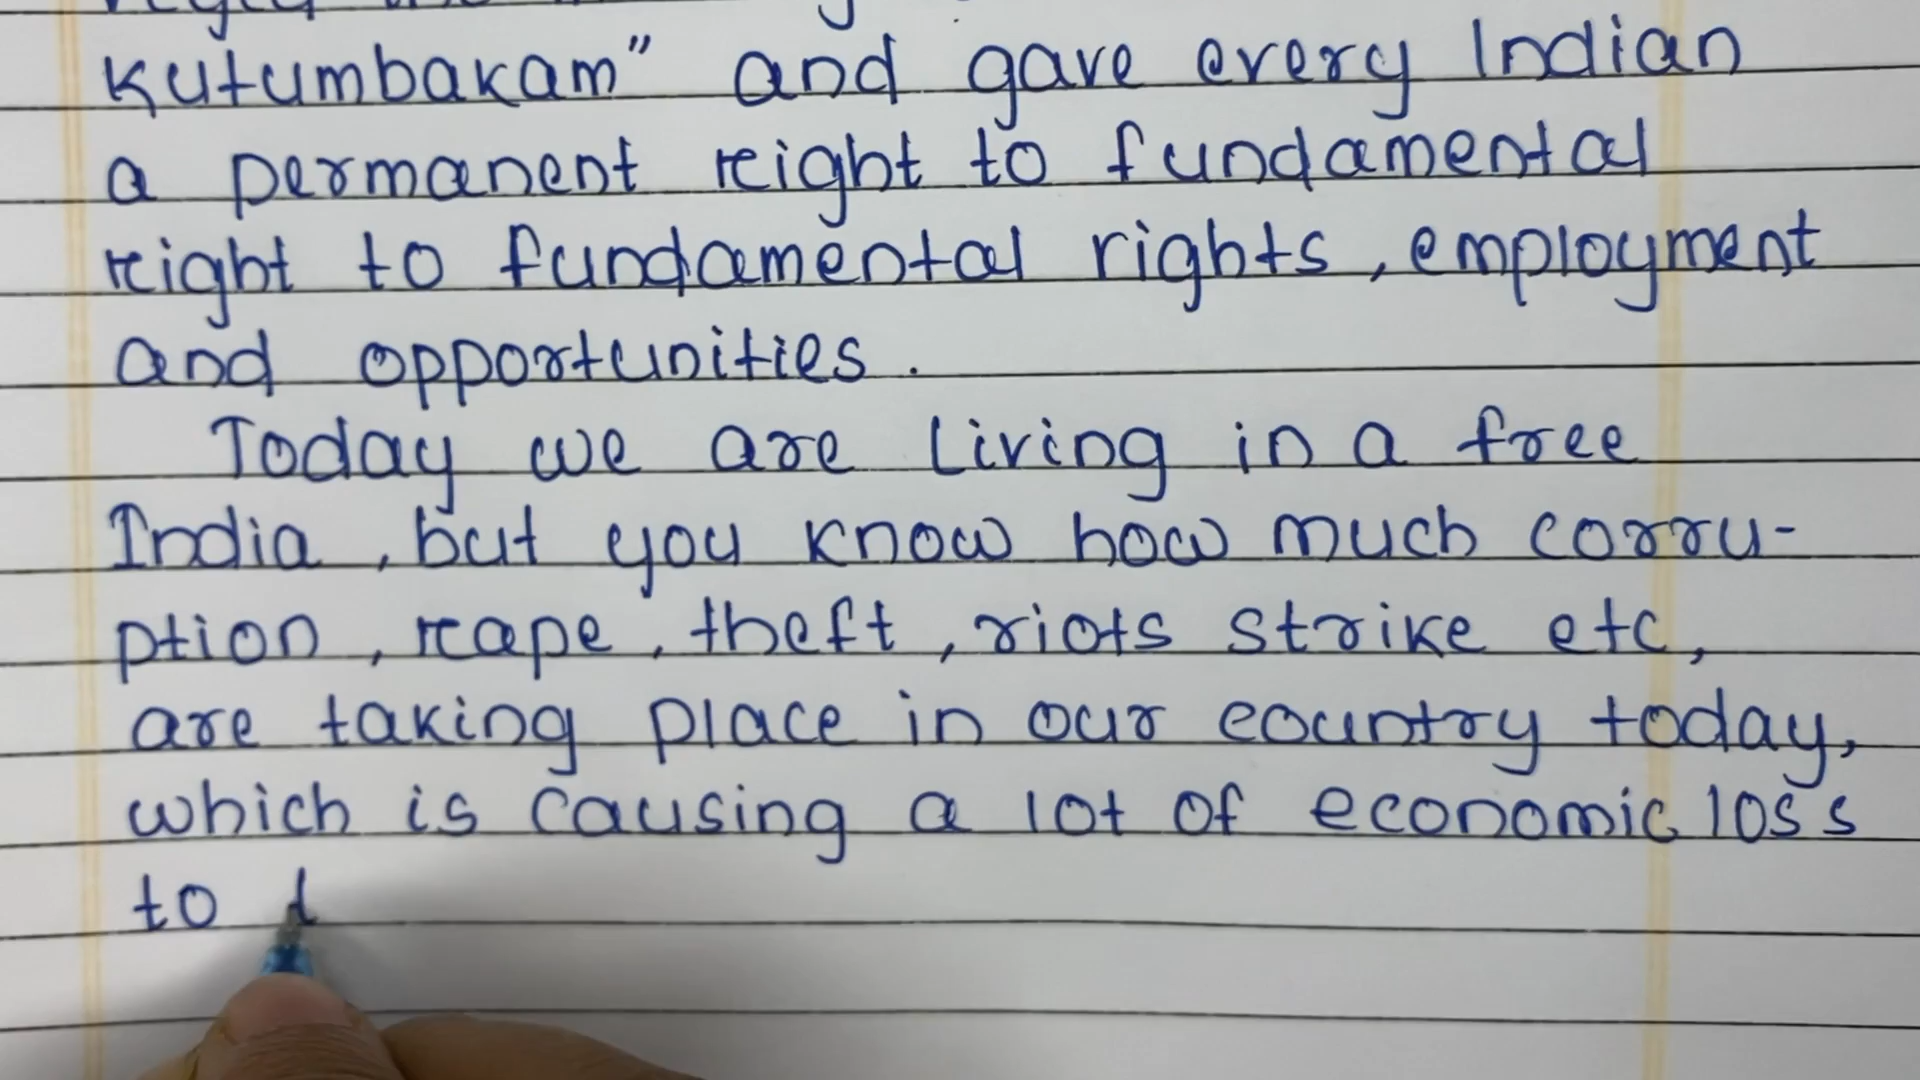 Kutumbakam" and gave every Indian
a permanent right to fundamental
right to fundamental rights, employment
and opportunities.
Today we are living in a free
India, but you know how much corru-
ption, rape, theft, riots strike etc,
are taking place in our country today,
which is causing a lot of economic loss
to